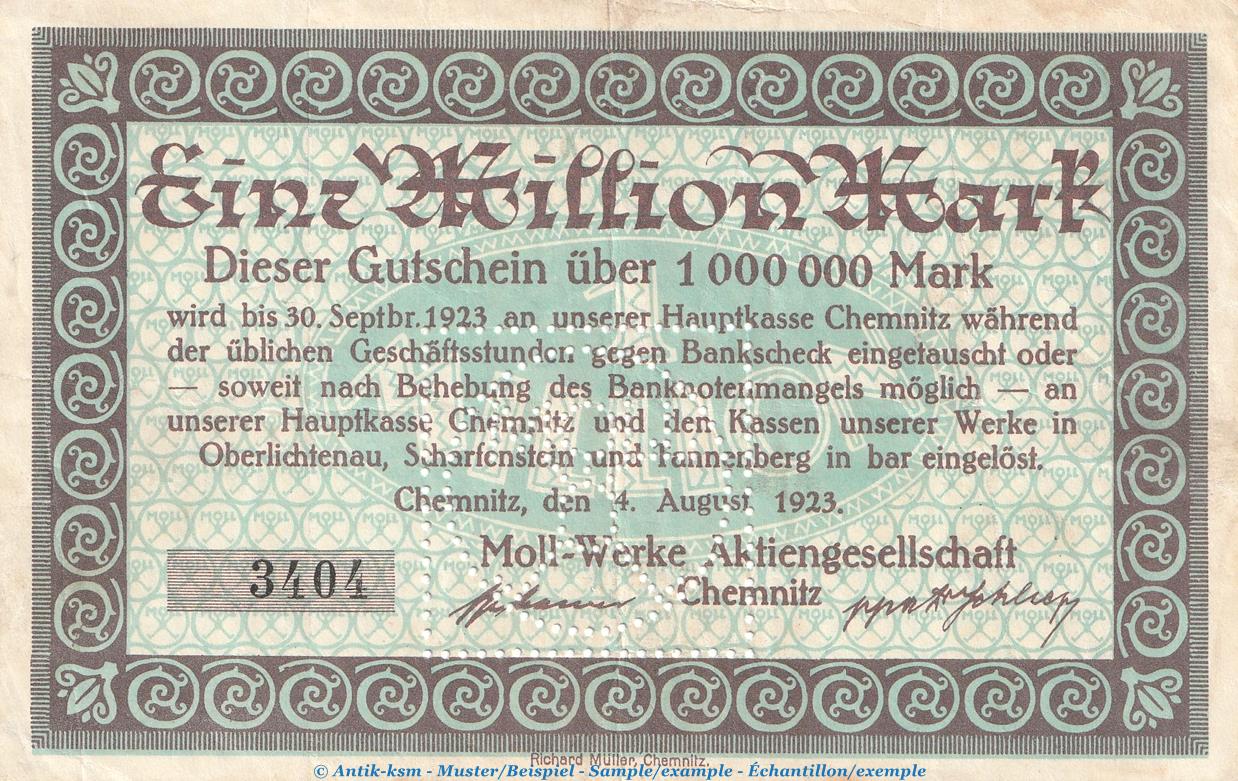 Eine Million Mark
Dieser Gutschein über 1 000 000 Mark
wird bis 30. Septbr. 1923 an unserer Hauptkasse Chemnitz während
der üblichen Geschäftsstunden gegen Bankscheck eingetauscht oder
— soweit nach Behebung des Banknotenmangels möglich — an
unserer Hauptkasse Chemnitz und den Kassen unserer Werke in
Oberlichtenau, Scharfenstein und Tannenberg in bar eingelöst.
Chemnitz, den 4. August 1923.
Moll-Werke Aktiengesellschaft
3404
Chemnitz
Richard Müller, Chemnitz.
© Antik-ksm - Muster/Beispiel - Sample/example - Échantillon/exemple